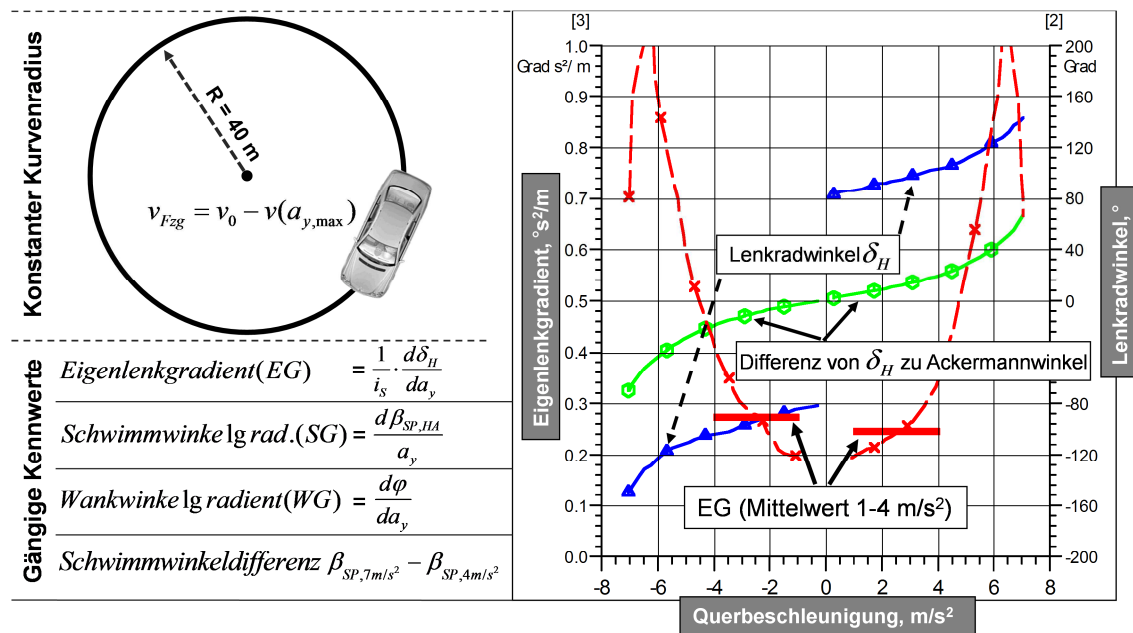 Konstanter Kurvenradius
R = 40 m
v_Fzg = v_0 − v(a_y,max)
Gängige Kennwerte
Eigenlenkgradient(EG) = 1/i_S · dδ_H/da_y
Schwimmwinkelgrad.(SG) = dβ_SP,HA/a_y
Wankwinkelgradient(WG) = dφ/da_y
Schwimmwinkeldifferenz β_SP,7m/s² − β_SP,4m/s²
[3]
[2]
1.0
Grad s²/ m
0.9
0.8
0.7
0.6
0.5
0.4
0.3
0.2
0.1
0.0
Eigenlenkgradient, °s²/m
200
Grad
160
120
80
40
0
-40
-80
-120
-160
-200
Lenkradwinkel, °
Lenkradwinkel δ_H
Differenz von δ_H zu Ackermannwinkel
EG (Mittelwert 1-4 m/s²)
-8 -6 -4 -2 0 2 4 6 8
Querbeschleunigung, m/s²